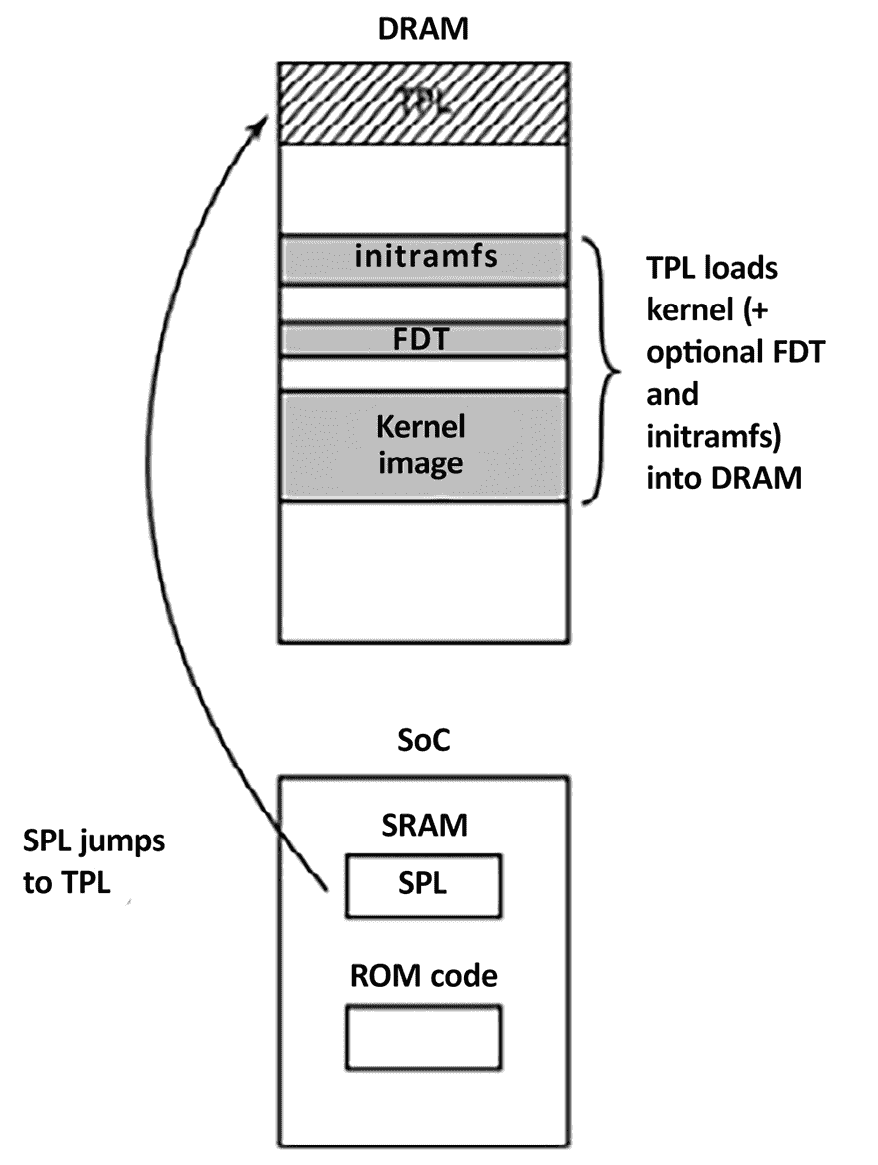 DRAM
TPL
initramfs
FDT
Kernel
image
TPL loads
kernel (+
optional FDT
and
initramfs)
into DRAM
SoC
SRAM
SPL
SPL jumps
to TPL
ROM code